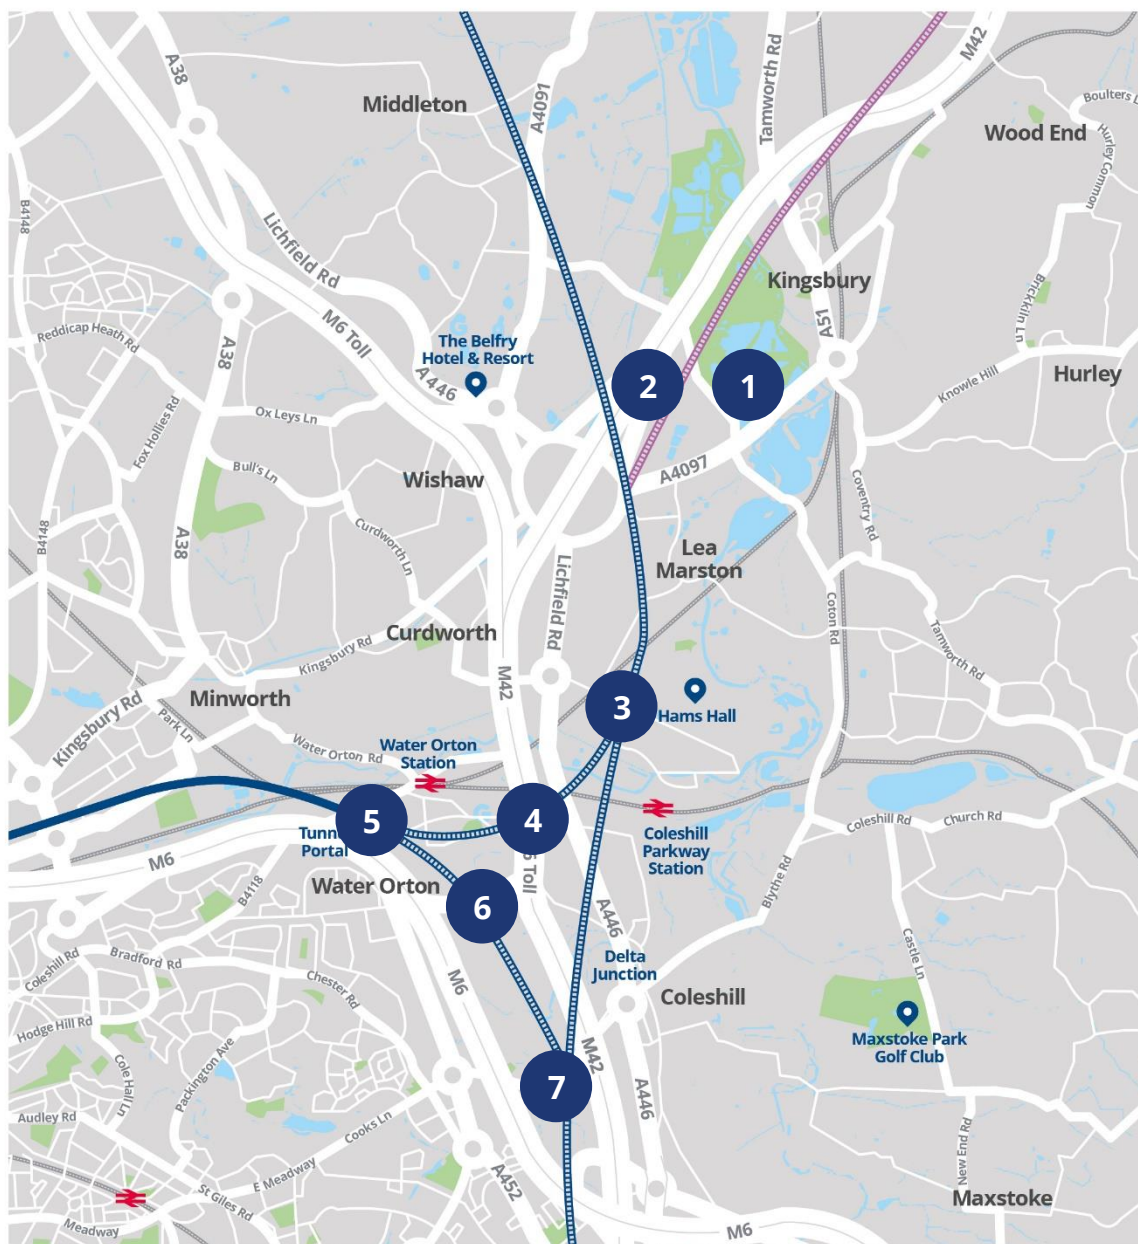 A38
A4091
Tamworth Rd
M42
Middleton
Boulters L
Wood End
Hurley Common
B4148
Lichfield Rd
Kingsbury
Brickkiln Ln
M6 Toll
Reddicap Heath Rd
A38
A51
The Belfry
Hotel & Resort
A446
2
1
Hurley
Knowle Hill
Fox Hollies Rd
Ox Leys Ln
Bull's Ln
Wishaw
A4097
Coventry Rd
B4148
A38
Curdworth Ln
Lea
Marston
Lichfield Rd
Coton Rd
Tamworth Rd
Curdworth
Kingsbury Rd
M42
Minworth
Kingsbury Rd
Park Ln
3
Hams Hall
Water Orton Rd
Water Orton
Station
5
4
Tunn
Portal
Coleshill
Parkway
Station
Coleshill Rd
Church Rd
M6
Water Orton
6 Toll
B4118
Blythe Rd
6
A446
Castle Ln
Coleshill Rd
Bradford Rd
Chester Rd
M6
Delta
Junction
Coleshill
Hodge Hill Rd
Maxstoke Park
Golf Club
Cole Hall Ln
Packington Ave
M42
7
A446
Audley Rd
Cooks Ln
New End Rd
E Meadway
A452
St Giles Rd
Meadway
Maxstoke
M6